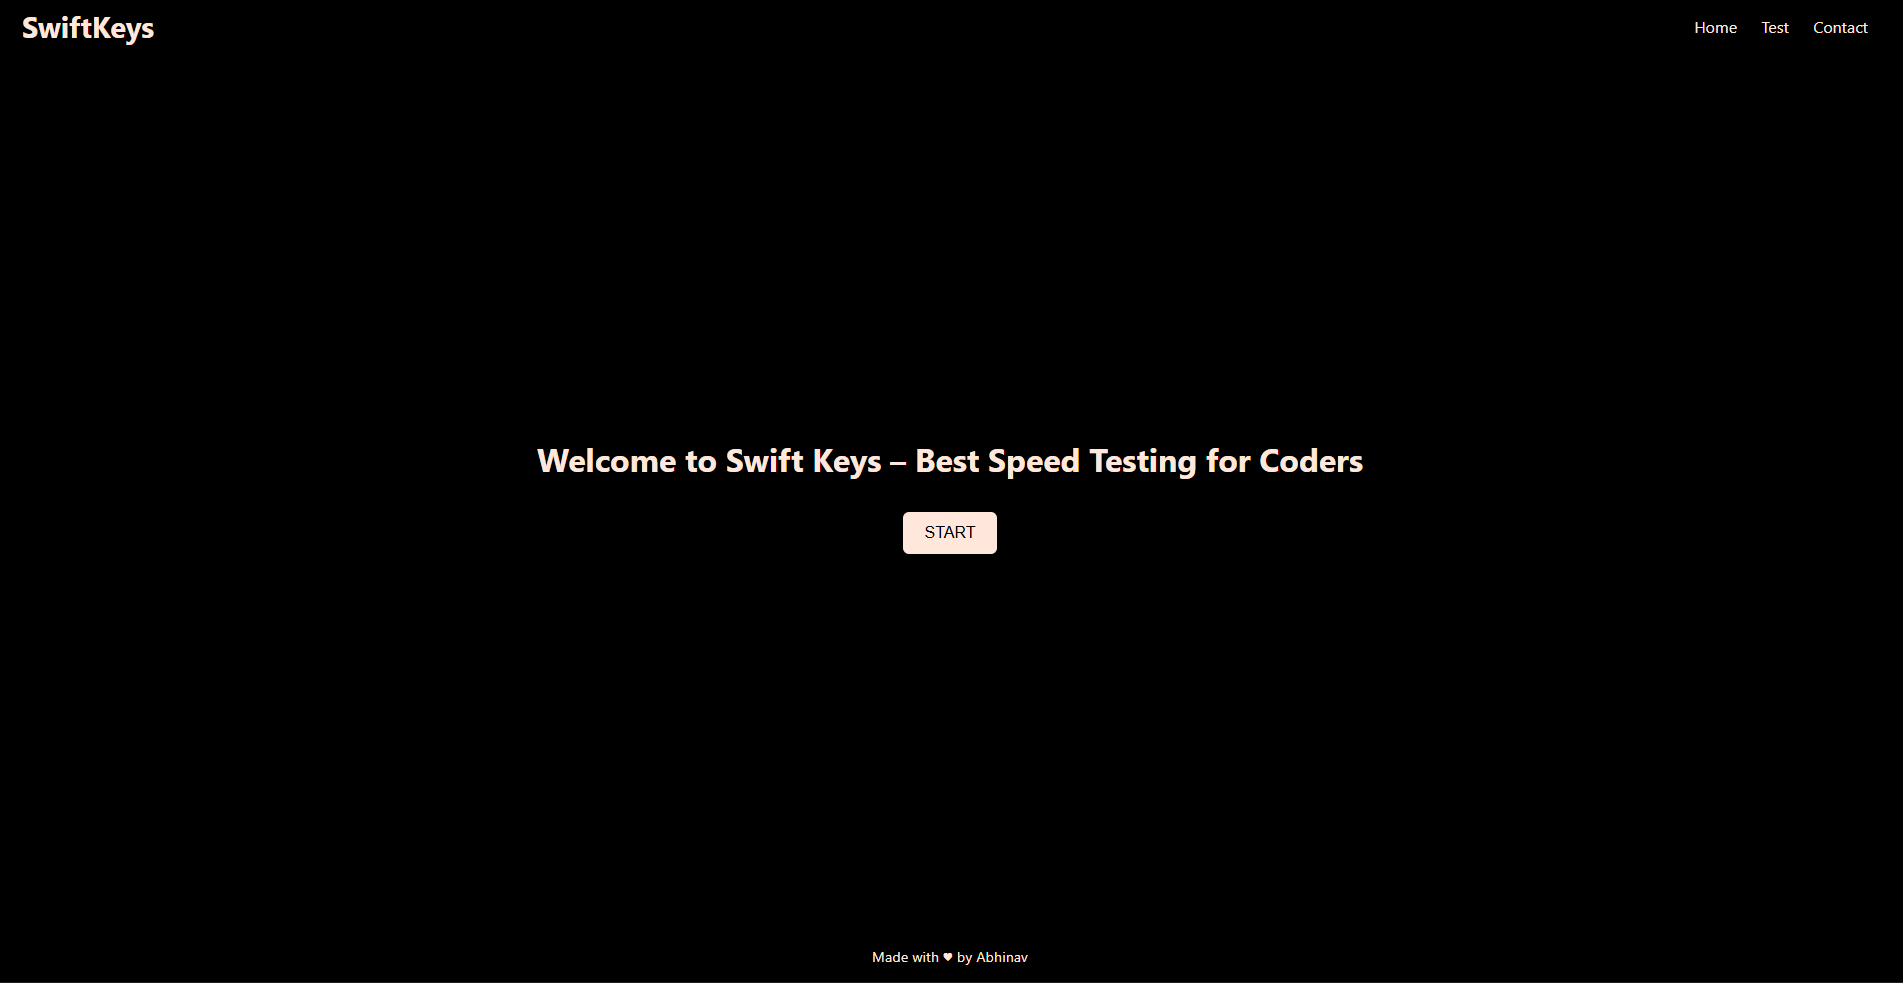 SwiftKeys
Home Test Contact
Welcome to Swift Keys – Best Speed Testing for Coders
START
Made with ♥ by Abhinav